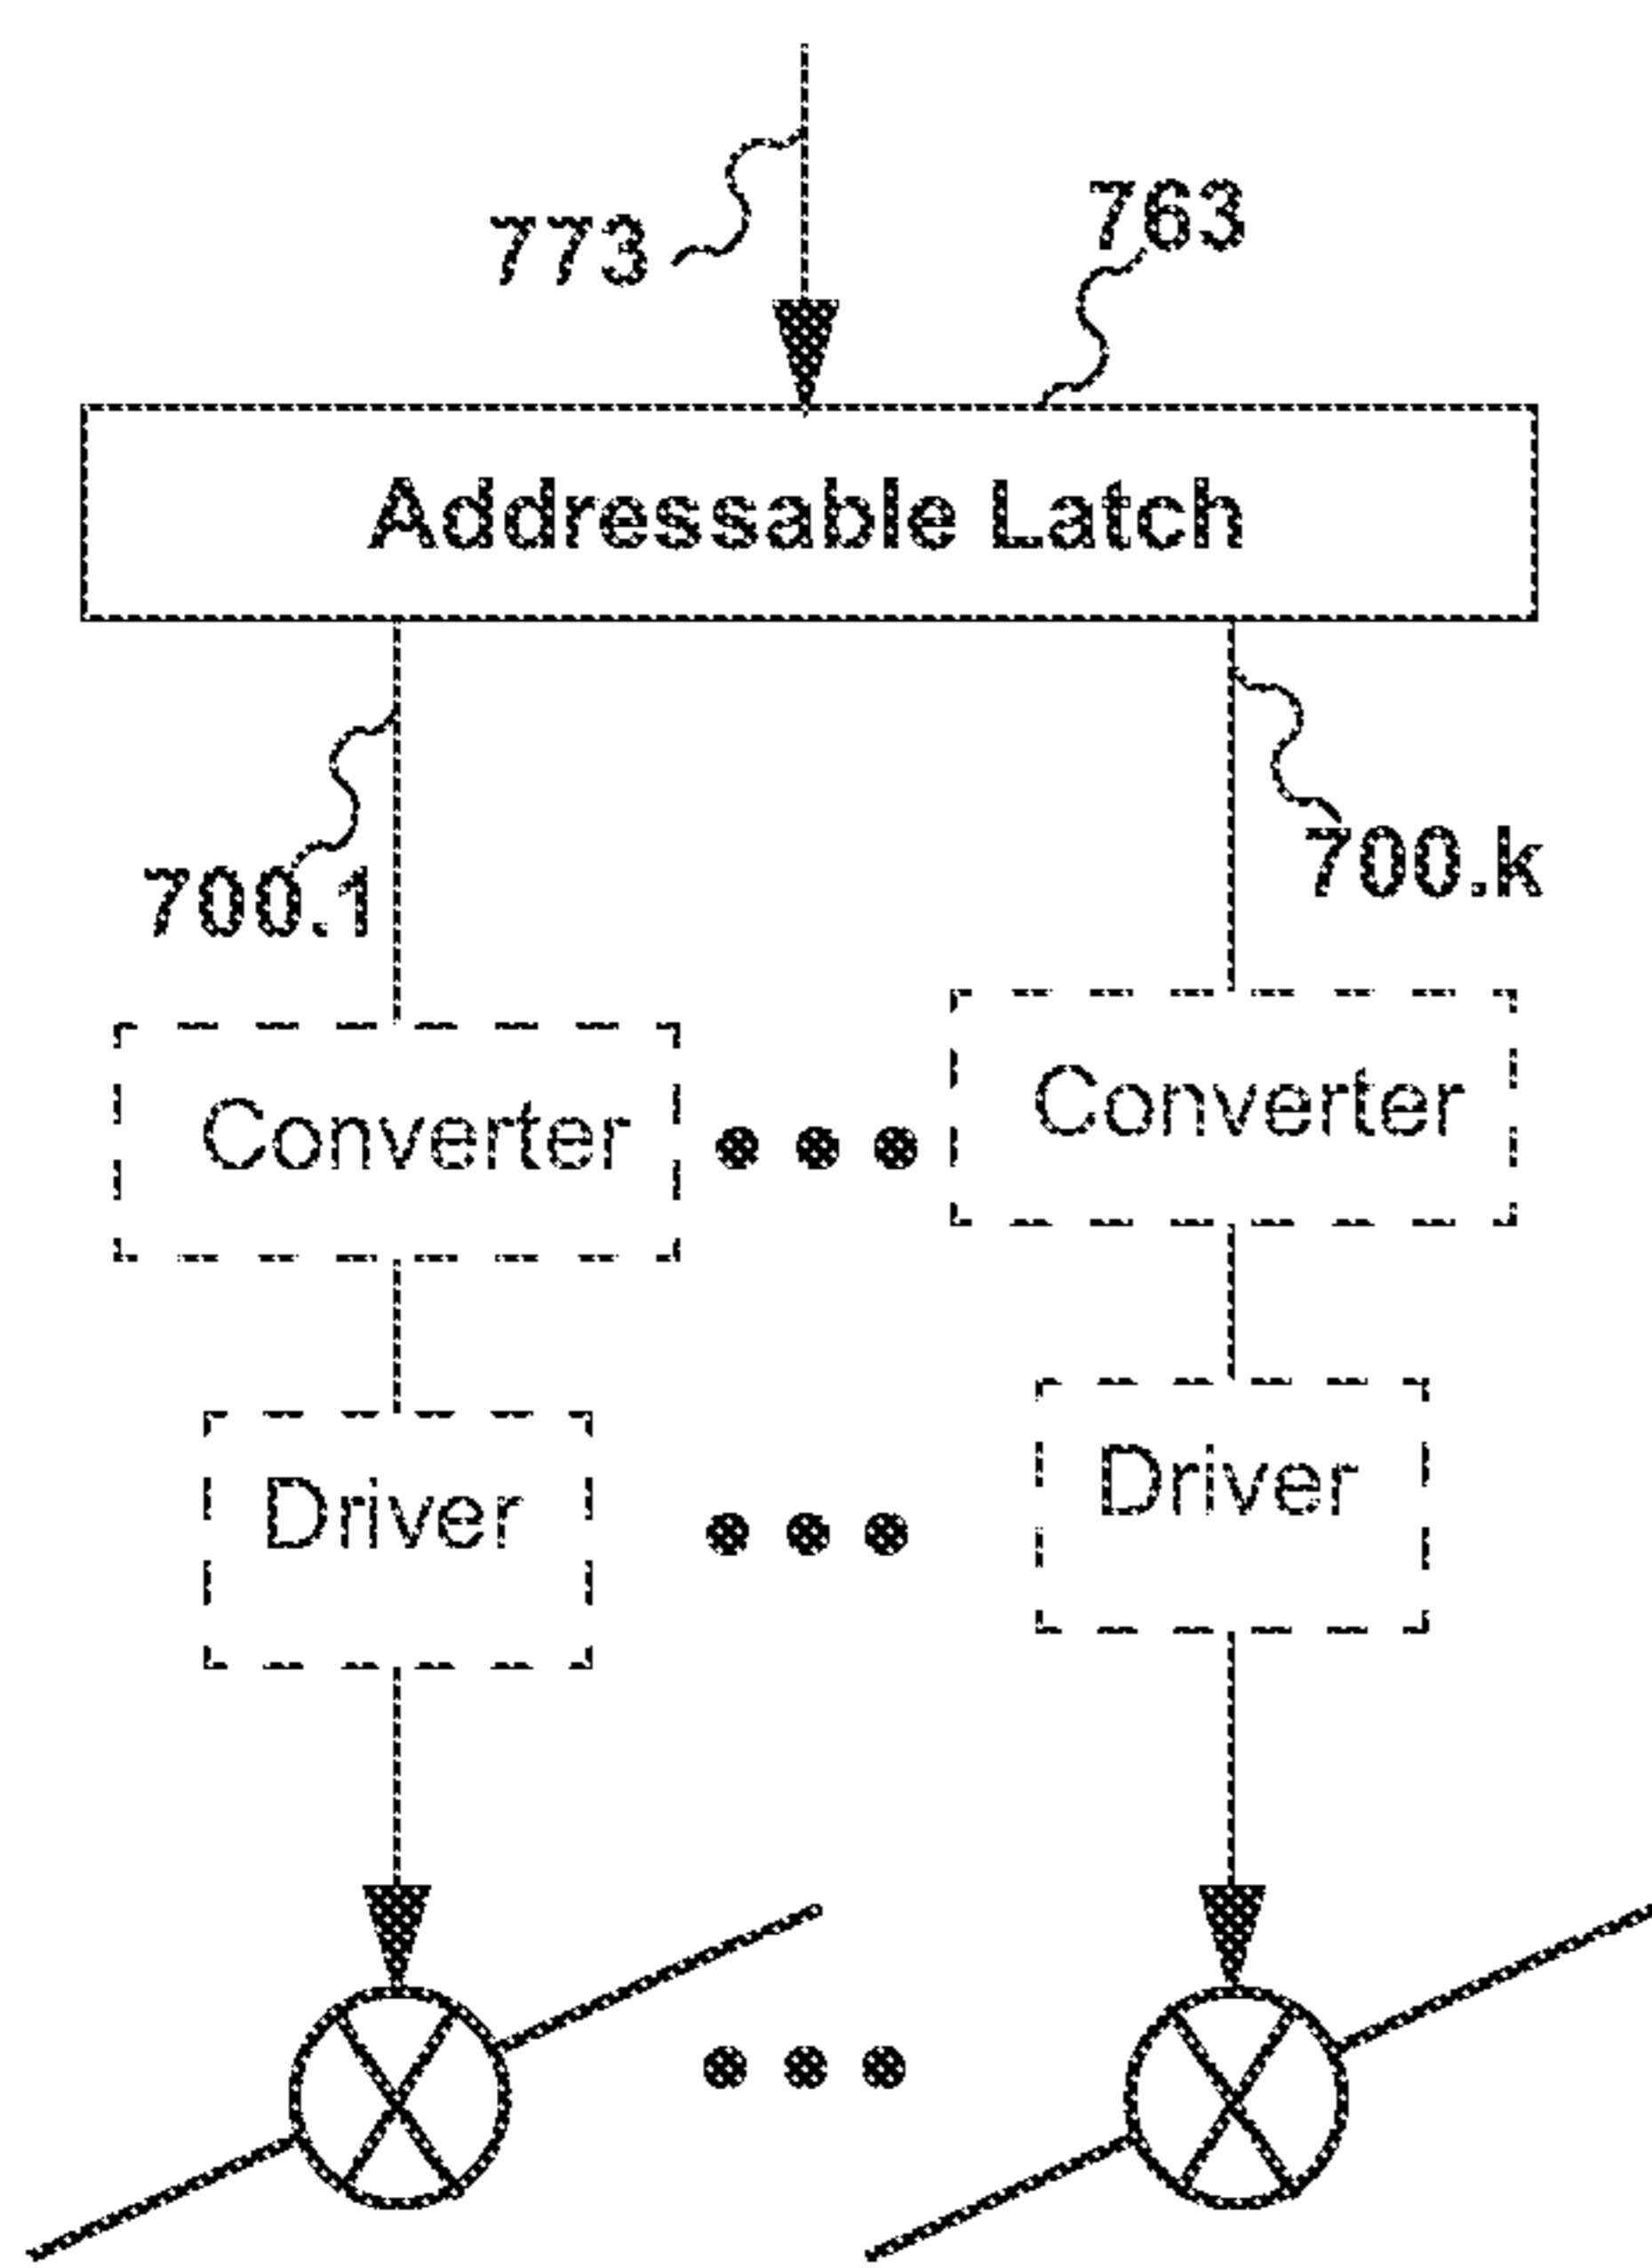 763
773
Addressable Latch
700.k
700.1
Converter
Converter
Driver
Driver